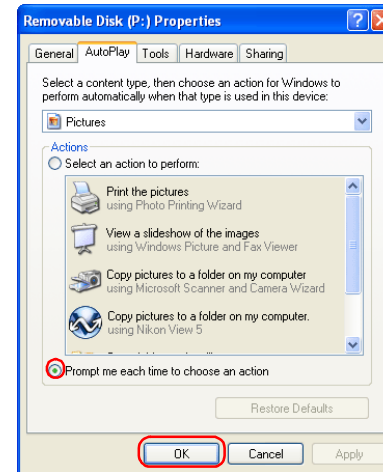 Removable Disk (P:) Properties
General AutoPlay Tools Hardware Sharing
Select a content type, then choose an action for Windows to
perform automatically when that type is used in this device:
Pictures
Actions
Select an action to perform:
Print the pictures
using Photo Printing Wizard
View a slideshow of the images
using Windows Picture and Fax Viewer
Copy pictures to a folder on my computer
using Microsoft Scanner and Camera Wizard
Copy pictures to a folder on my computer.
using Nikon View 5
Prompt me each time to choose an action
Restore Defaults
OK Cancel Apply